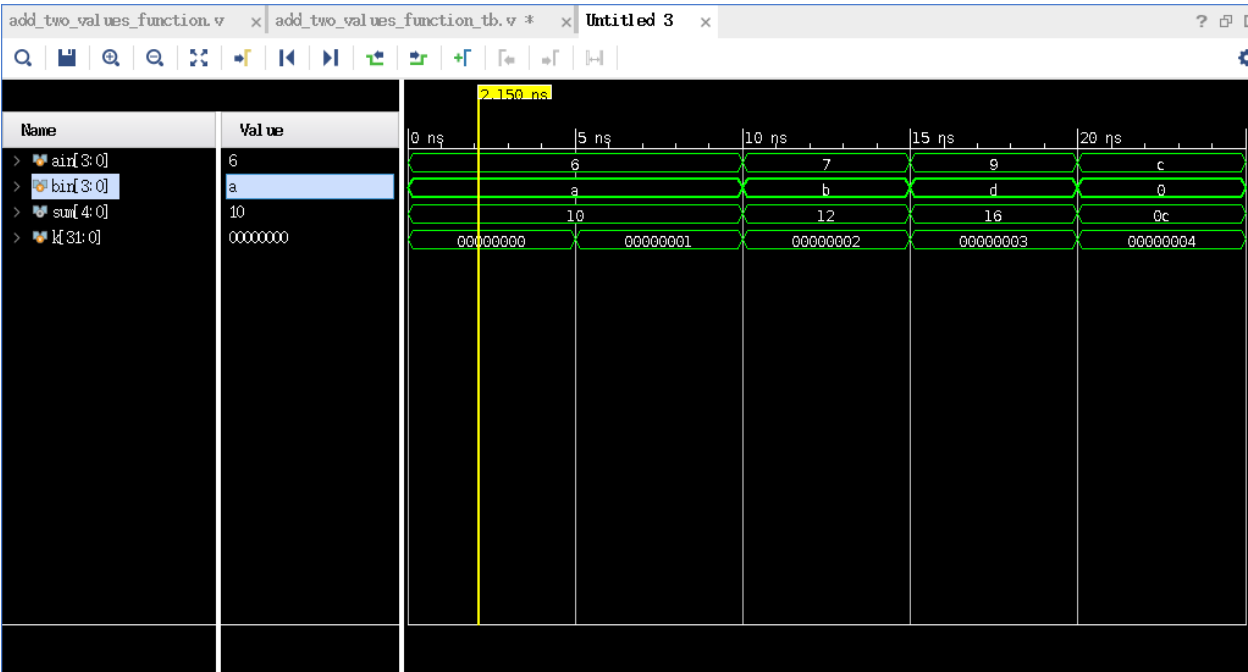 add_two_values_function.v × add_two_values_function_tb.v * × Untitled 3 × ?
2.150 ns
Name Value 0 ns 5 ns 10 ns 15 ns 20 ns
> ain[3:0] 6 6 7 9 c
> bin[3:0] a a b d 0
> sum[4:0] 10 10 12 16 0c
> k[31:0] 00000000 00000000 00000001 00000002 00000003 00000004